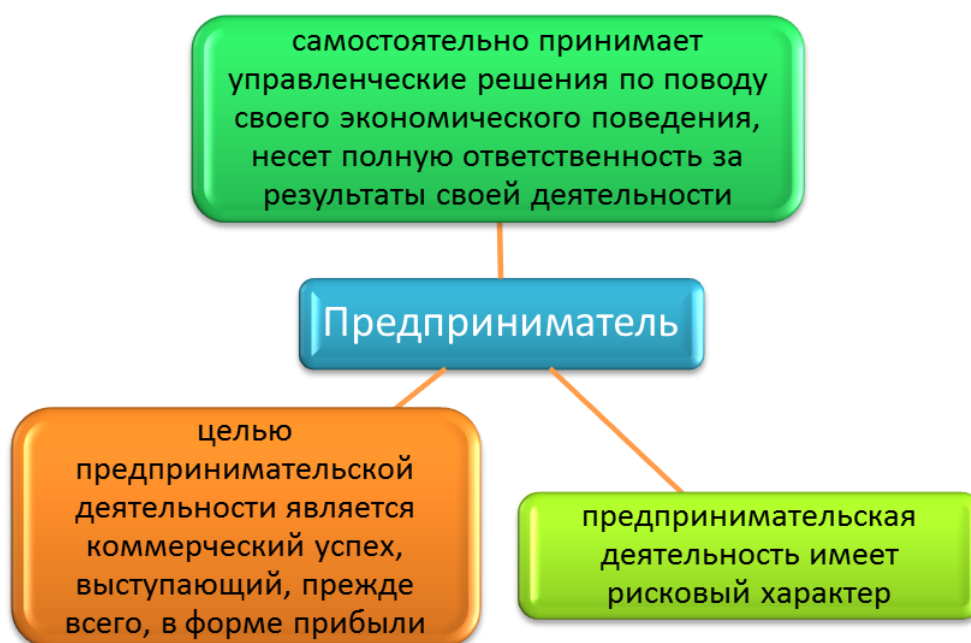 самостоятельно принимает
управленческие решения по поводу
своего экономического поведения,
несет полную ответственность за
результаты своей деятельности
Предприниматель
целью
предпринимательской
деятельности является
коммерческий успех,
выступающий, прежде
всего, в форме прибыли
предпринимательская
деятельность имеет
рисковый характер